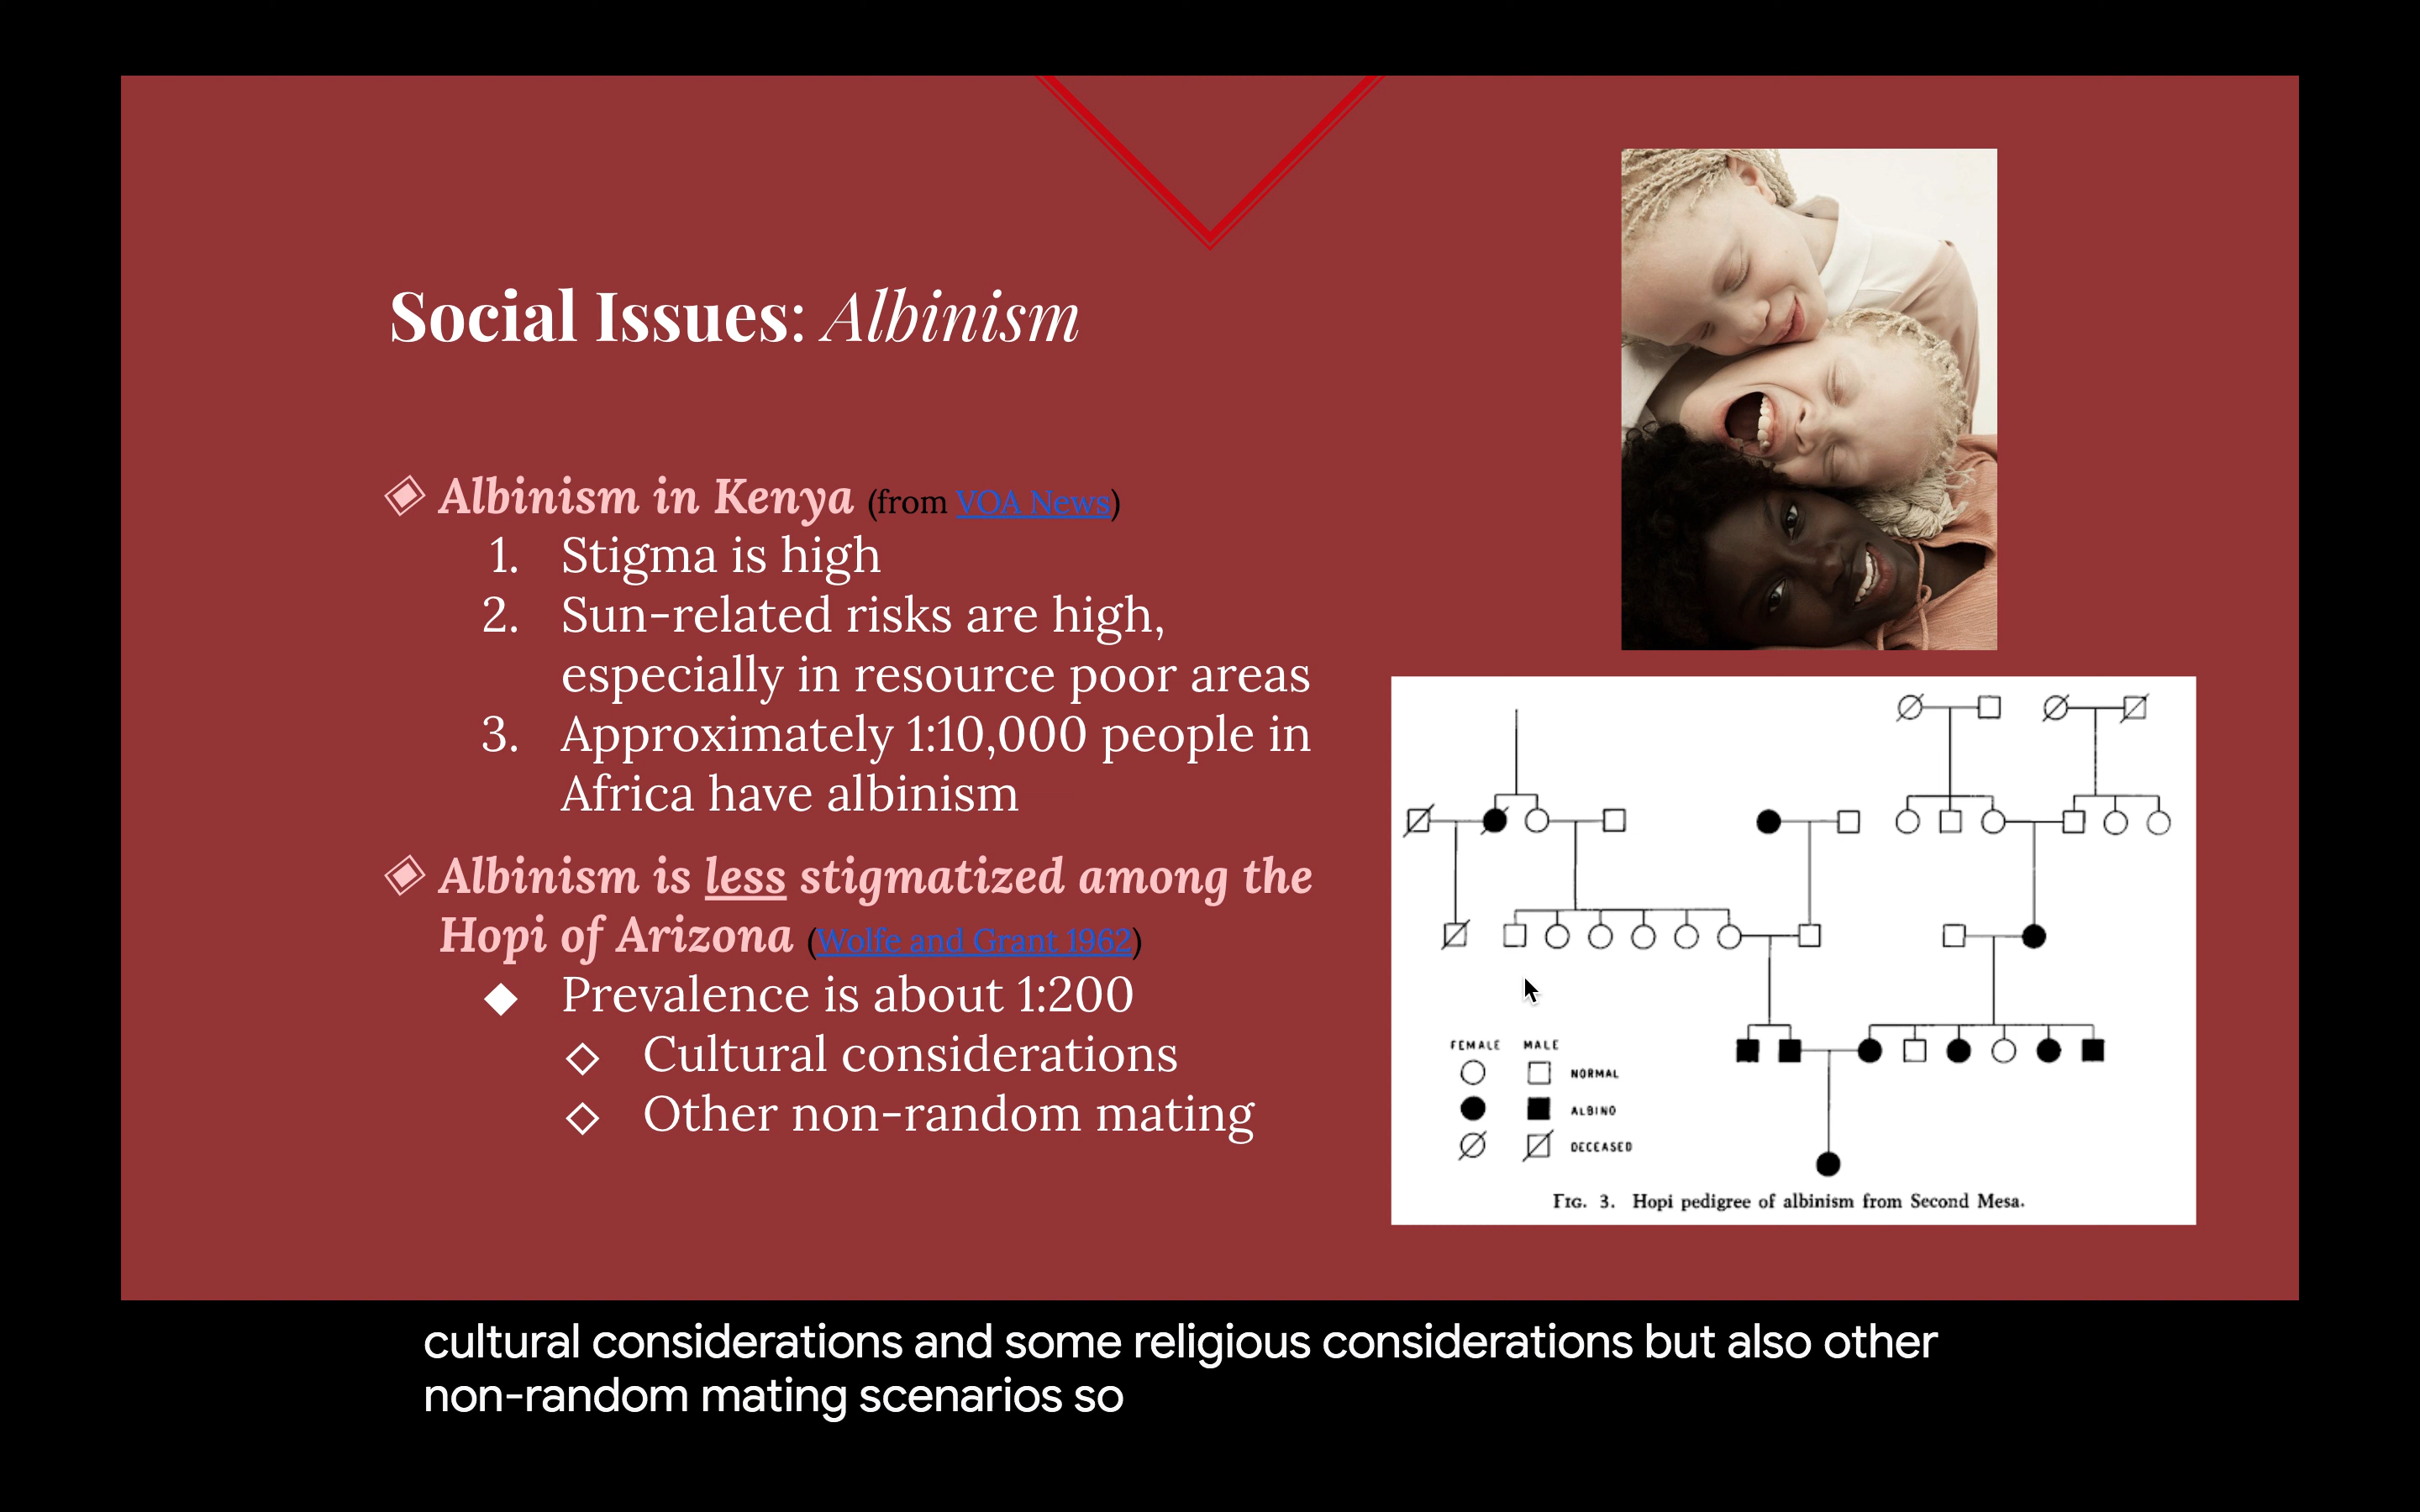 Social Issues: Albinism
Albinism in Kenya (from VOA News)
1. Stigma is high
2. Sun-related risks are high,
especially in resource poor areas
3. Approximately 1:10,000 people in
Africa have albinism
Albinism is less stigmatized among the
Hopi of Arizona (Wolfe and Grant 1962)
Prevalence is about 1:200
Cultural considerations
Other non-random mating
FEMALE MALE
NORMAL
ALBINO
DECEASED
FIG. 3. Hopi pedigree of albinism from Second Mesa.
cultural considerations and some religious considerations but also other
non-random mating scenarios so